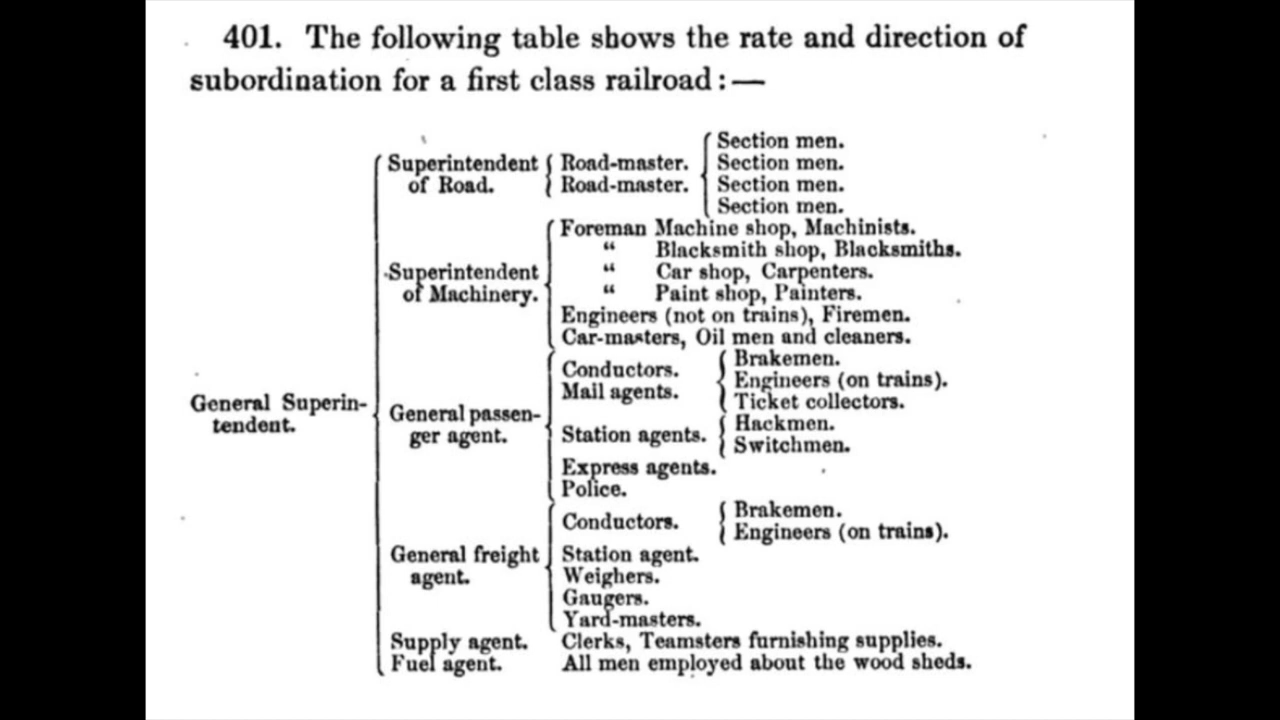 401. The following table shows the rate and direction of
subordination for a first class railroad:—
General Superin-
tendent.
Superintendent
of Road.
Road-master.
Road-master.
Section men.
Section men.
Section men.
Section men.
Superintendent
of Machinery.
Foreman Machine shop, Machinists.
“ Blacksmith shop, Blacksmiths.
“ Car shop, Carpenters.
“ Paint shop, Painters.
Engineers (not on trains), Firemen.
Car-masters, Oil men and cleaners.
General passen-
ger agent.
Conductors.
Mail agents.
Brakemen.
Engineers (on trains).
Ticket collectors.
Station agents.
Hackmen.
Switchmen.
Express agents.
Police.
General freight
agent.
Conductors.
Brakemen.
Engineers (on trains).
Station agent.
Weighers.
Gaugers.
Yard-masters.
Supply agent. Clerks, Teamsters furnishing supplies.
Fuel agent. All men employed about the wood sheds.